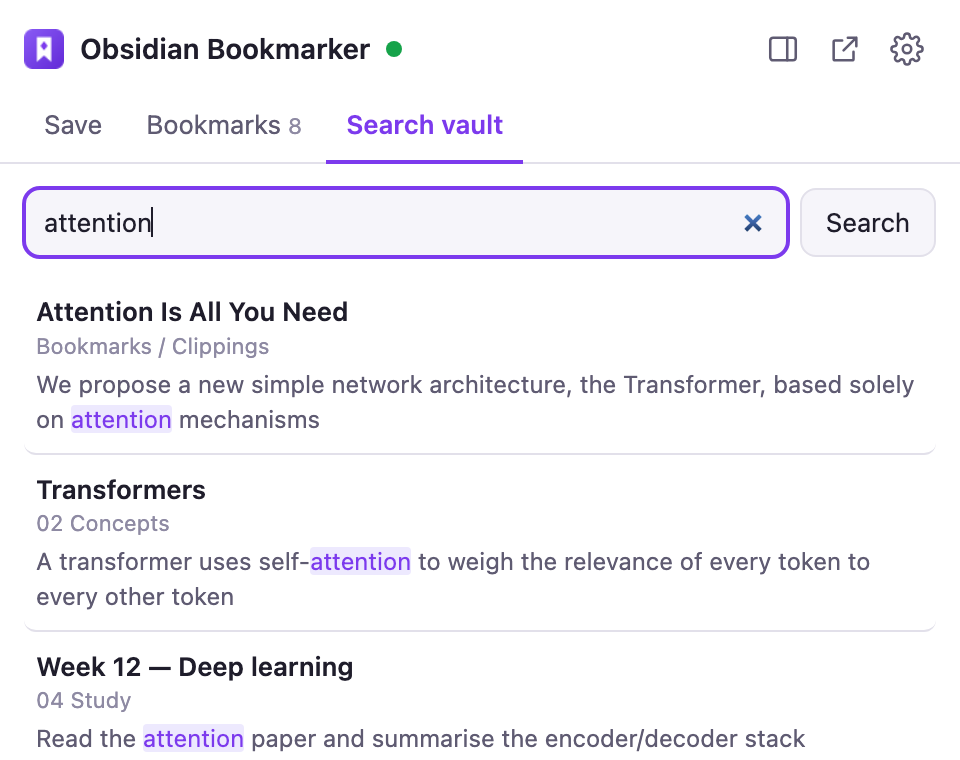 Obsidian Bookmarker
Save
Bookmarks 8
Search vault
attention
Search
Attention Is All You Need
Bookmarks / Clippings
We propose a new simple network architecture, the Transformer, based solely
on attention mechanisms
Transformers
02 Concepts
A transformer uses self-attention to weigh the relevance of every token to
every other token
Week 12 — Deep learning
04 Study
Read the attention paper and summarise the encoder/decoder stack